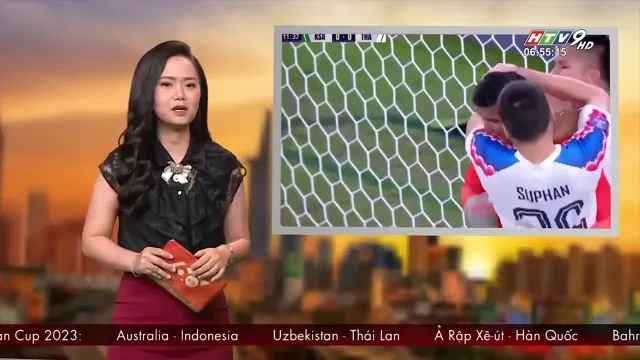 11:37 KSA 0 - 0 THA
HTV9 HD
06:55:15
SUPHAN
an Cup 2023: Australia - Indonesia Uzbekistan - Thái Lan Ả Rập Xê-út - Hàn Quốc Bahr